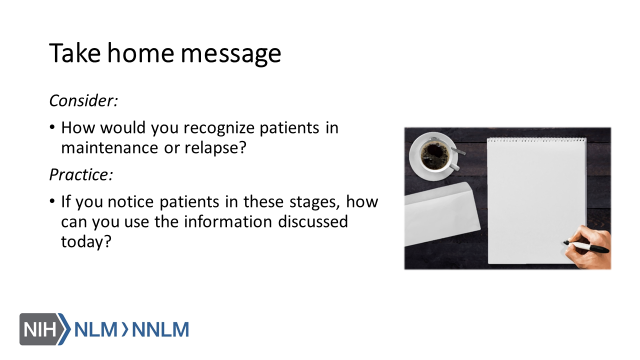 Take home message
Consider:
• How would you recognize patients in
maintenance or relapse?
Practice:
• If you notice patients in these stages, how
can you use the information discussed
today?
NIH NLM NNLM